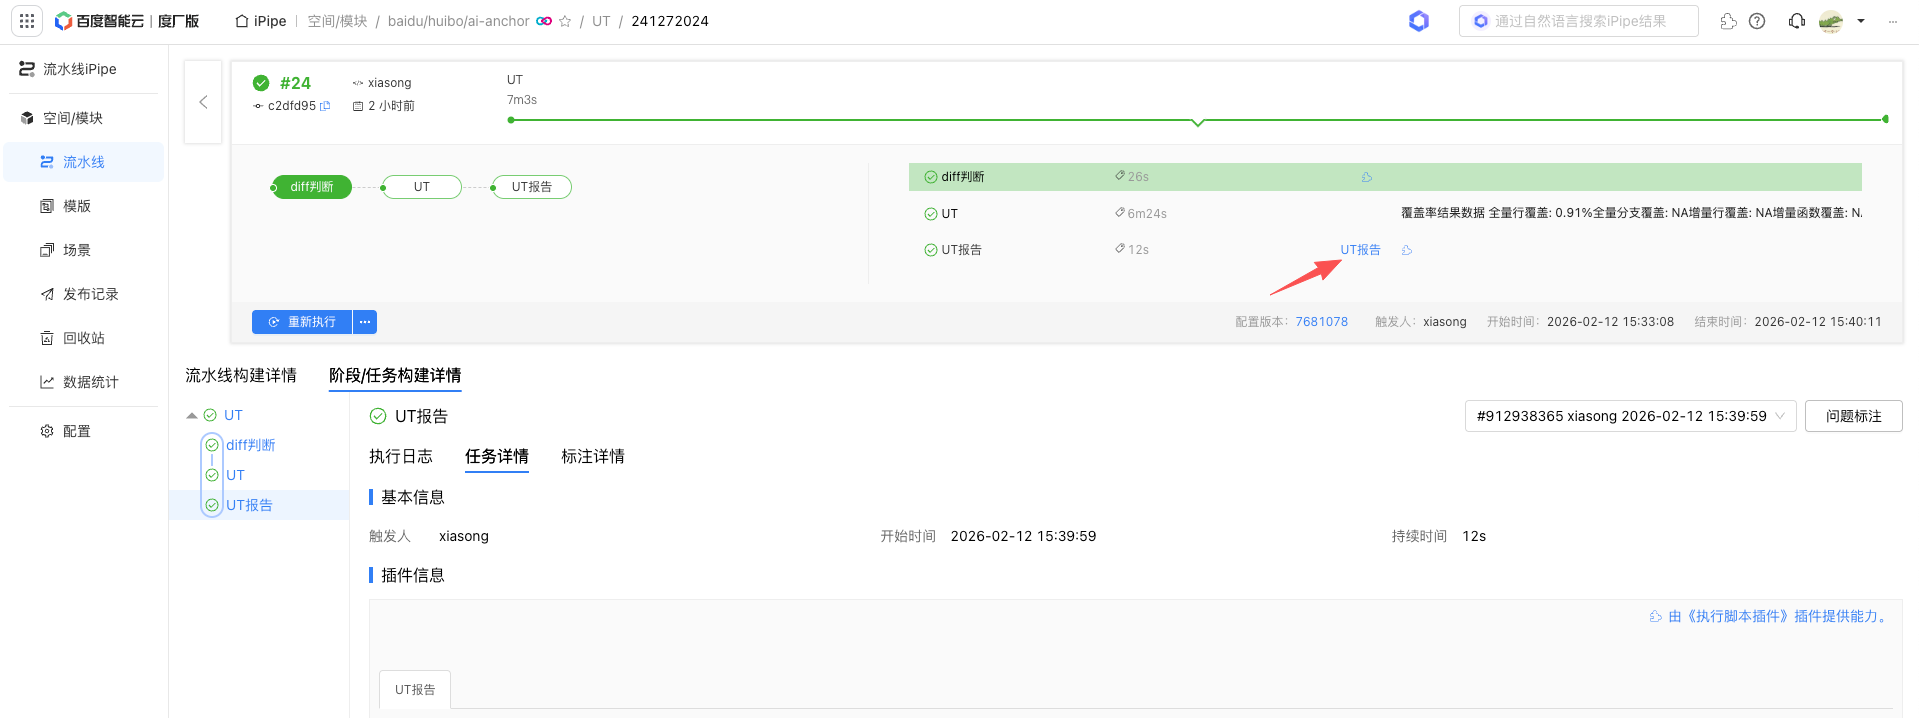 百度智能云 | 度厂版
iPipe | 空间/模块 / baidu/huibo/ai-anchor / UT / 241272024
通过自然语言搜索iPipe结果
流水线iPipe
空间/模块
流水线
模版
场景
发布记录
回收站
数据统计
配置
#24
xiasong
c2dfd95
2 小时前
UT
7m3s
diff判断
UT
UT报告
diff判断 26s
UT 6m24s 覆盖率结果数据 全量行覆盖: 0.91%全量分支覆盖: NA增量行覆盖: NA增量函数覆盖: N
UT报告 12s UT报告
重新执行 ···
配置版本: 7681078 触发人: xiasong 开始时间: 2026-02-12 15:33:08 结束时间: 2026-02-12 15:40:11
流水线构建详情 阶段/任务构建详情
UT
diff判断
UT
UT报告
UT报告
#912938365 xiasong 2026-02-12 15:39:59
问题标注
执行日志 任务详情 标注详情
基本信息
触发人 xiasong 开始时间 2026-02-12 15:39:59 持续时间 12s
插件信息
由《执行脚本插件》插件提供能力。
UT报告